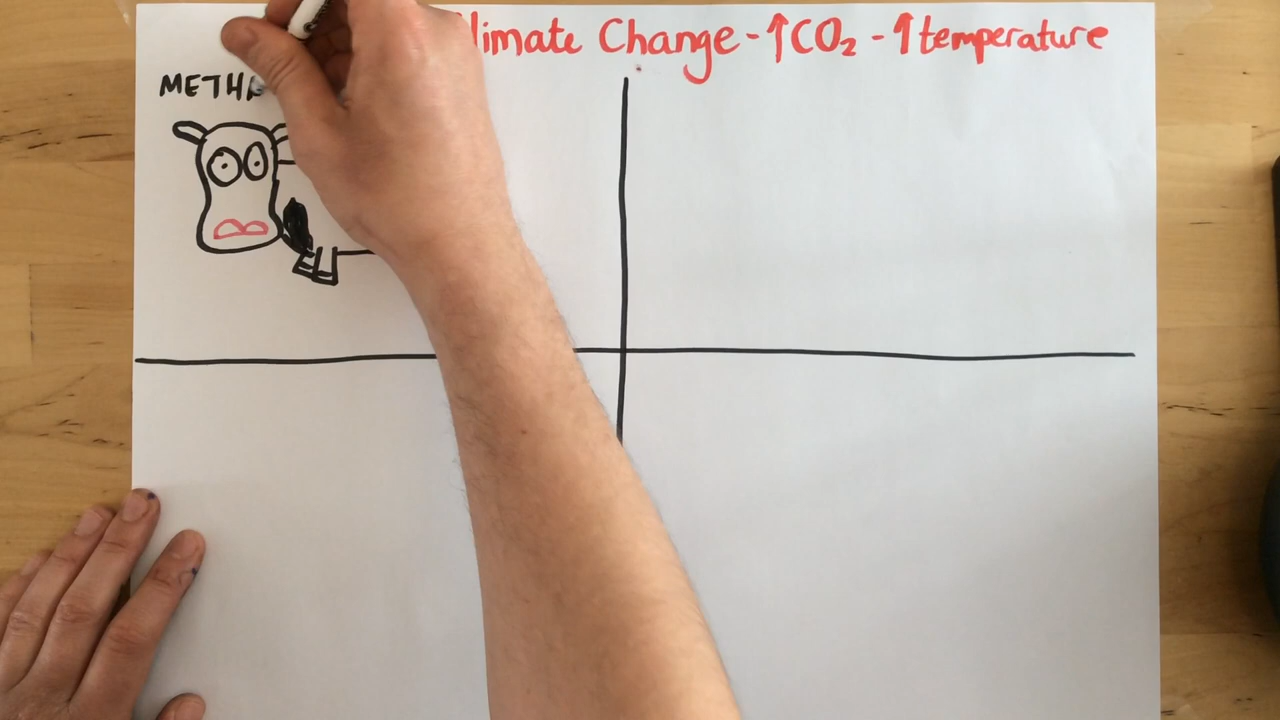 limate Change - ↑CO₂ - ↑temperature
METH